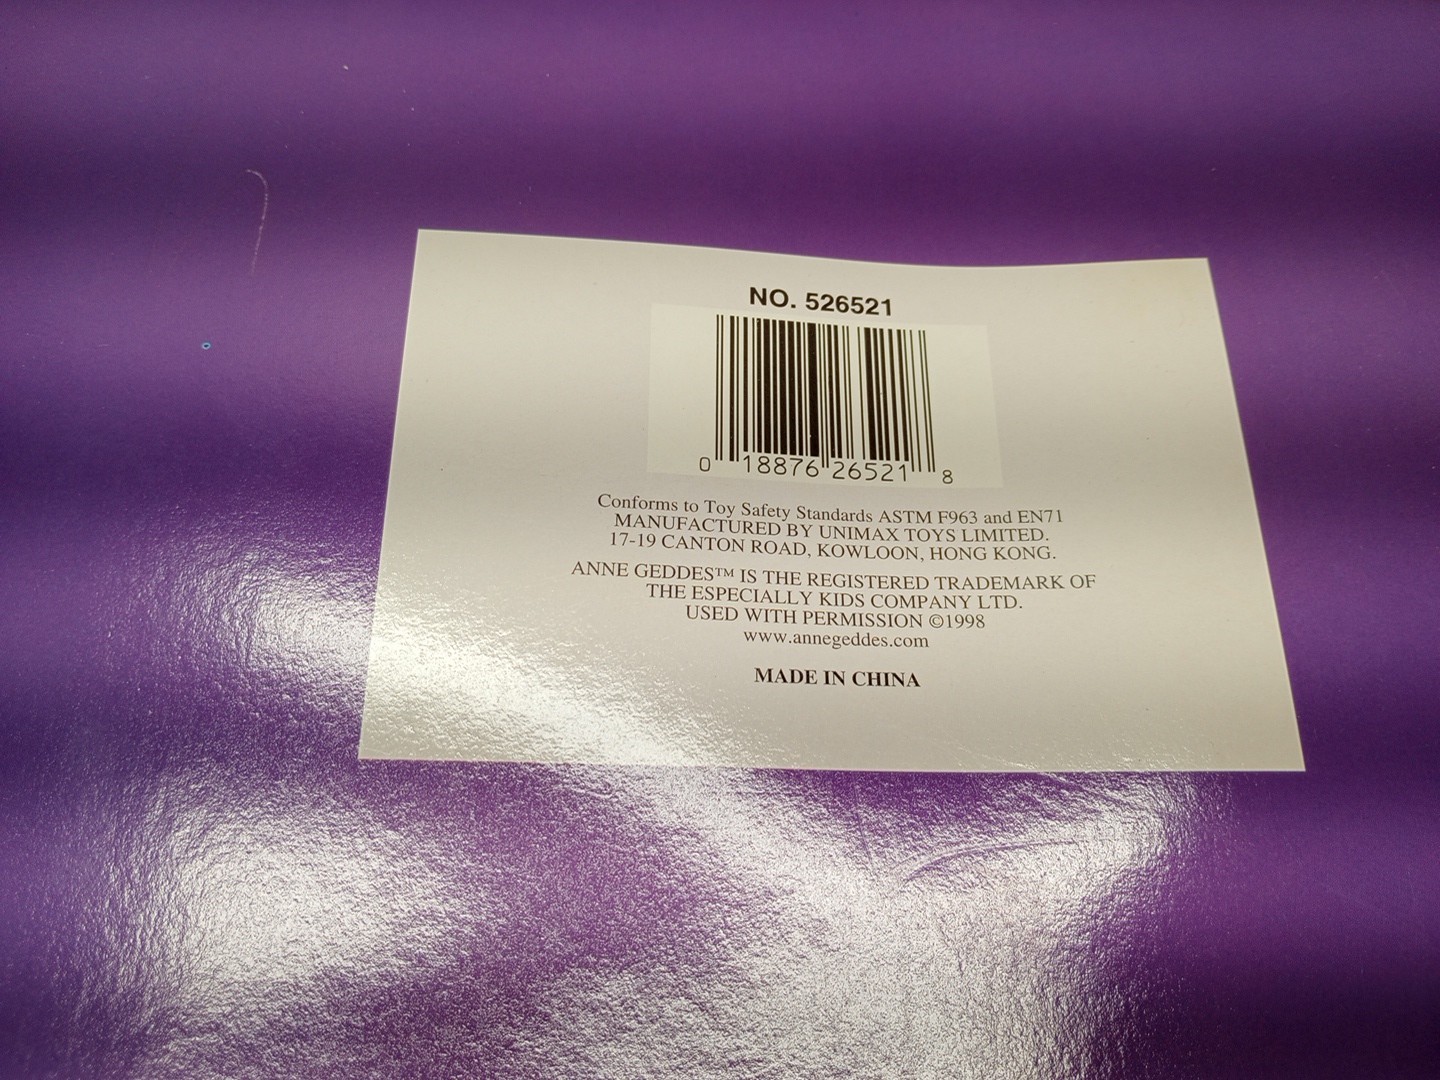 NO. 526521
0 18876 26521 8
Conforms to Toy Safety Standards ASTM F963 and EN71
MANUFACTURED BY UNIMAX TOYS LIMITED.
17-19 CANTON ROAD, KOWLOON, HONG KONG.
ANNE GEDDES™ IS THE REGISTERED TRADEMARK OF
THE ESPECIALLY KIDS COMPANY LTD.
USED WITH PERMISSION ©1998
www.annegeddes.com
MADE IN CHINA